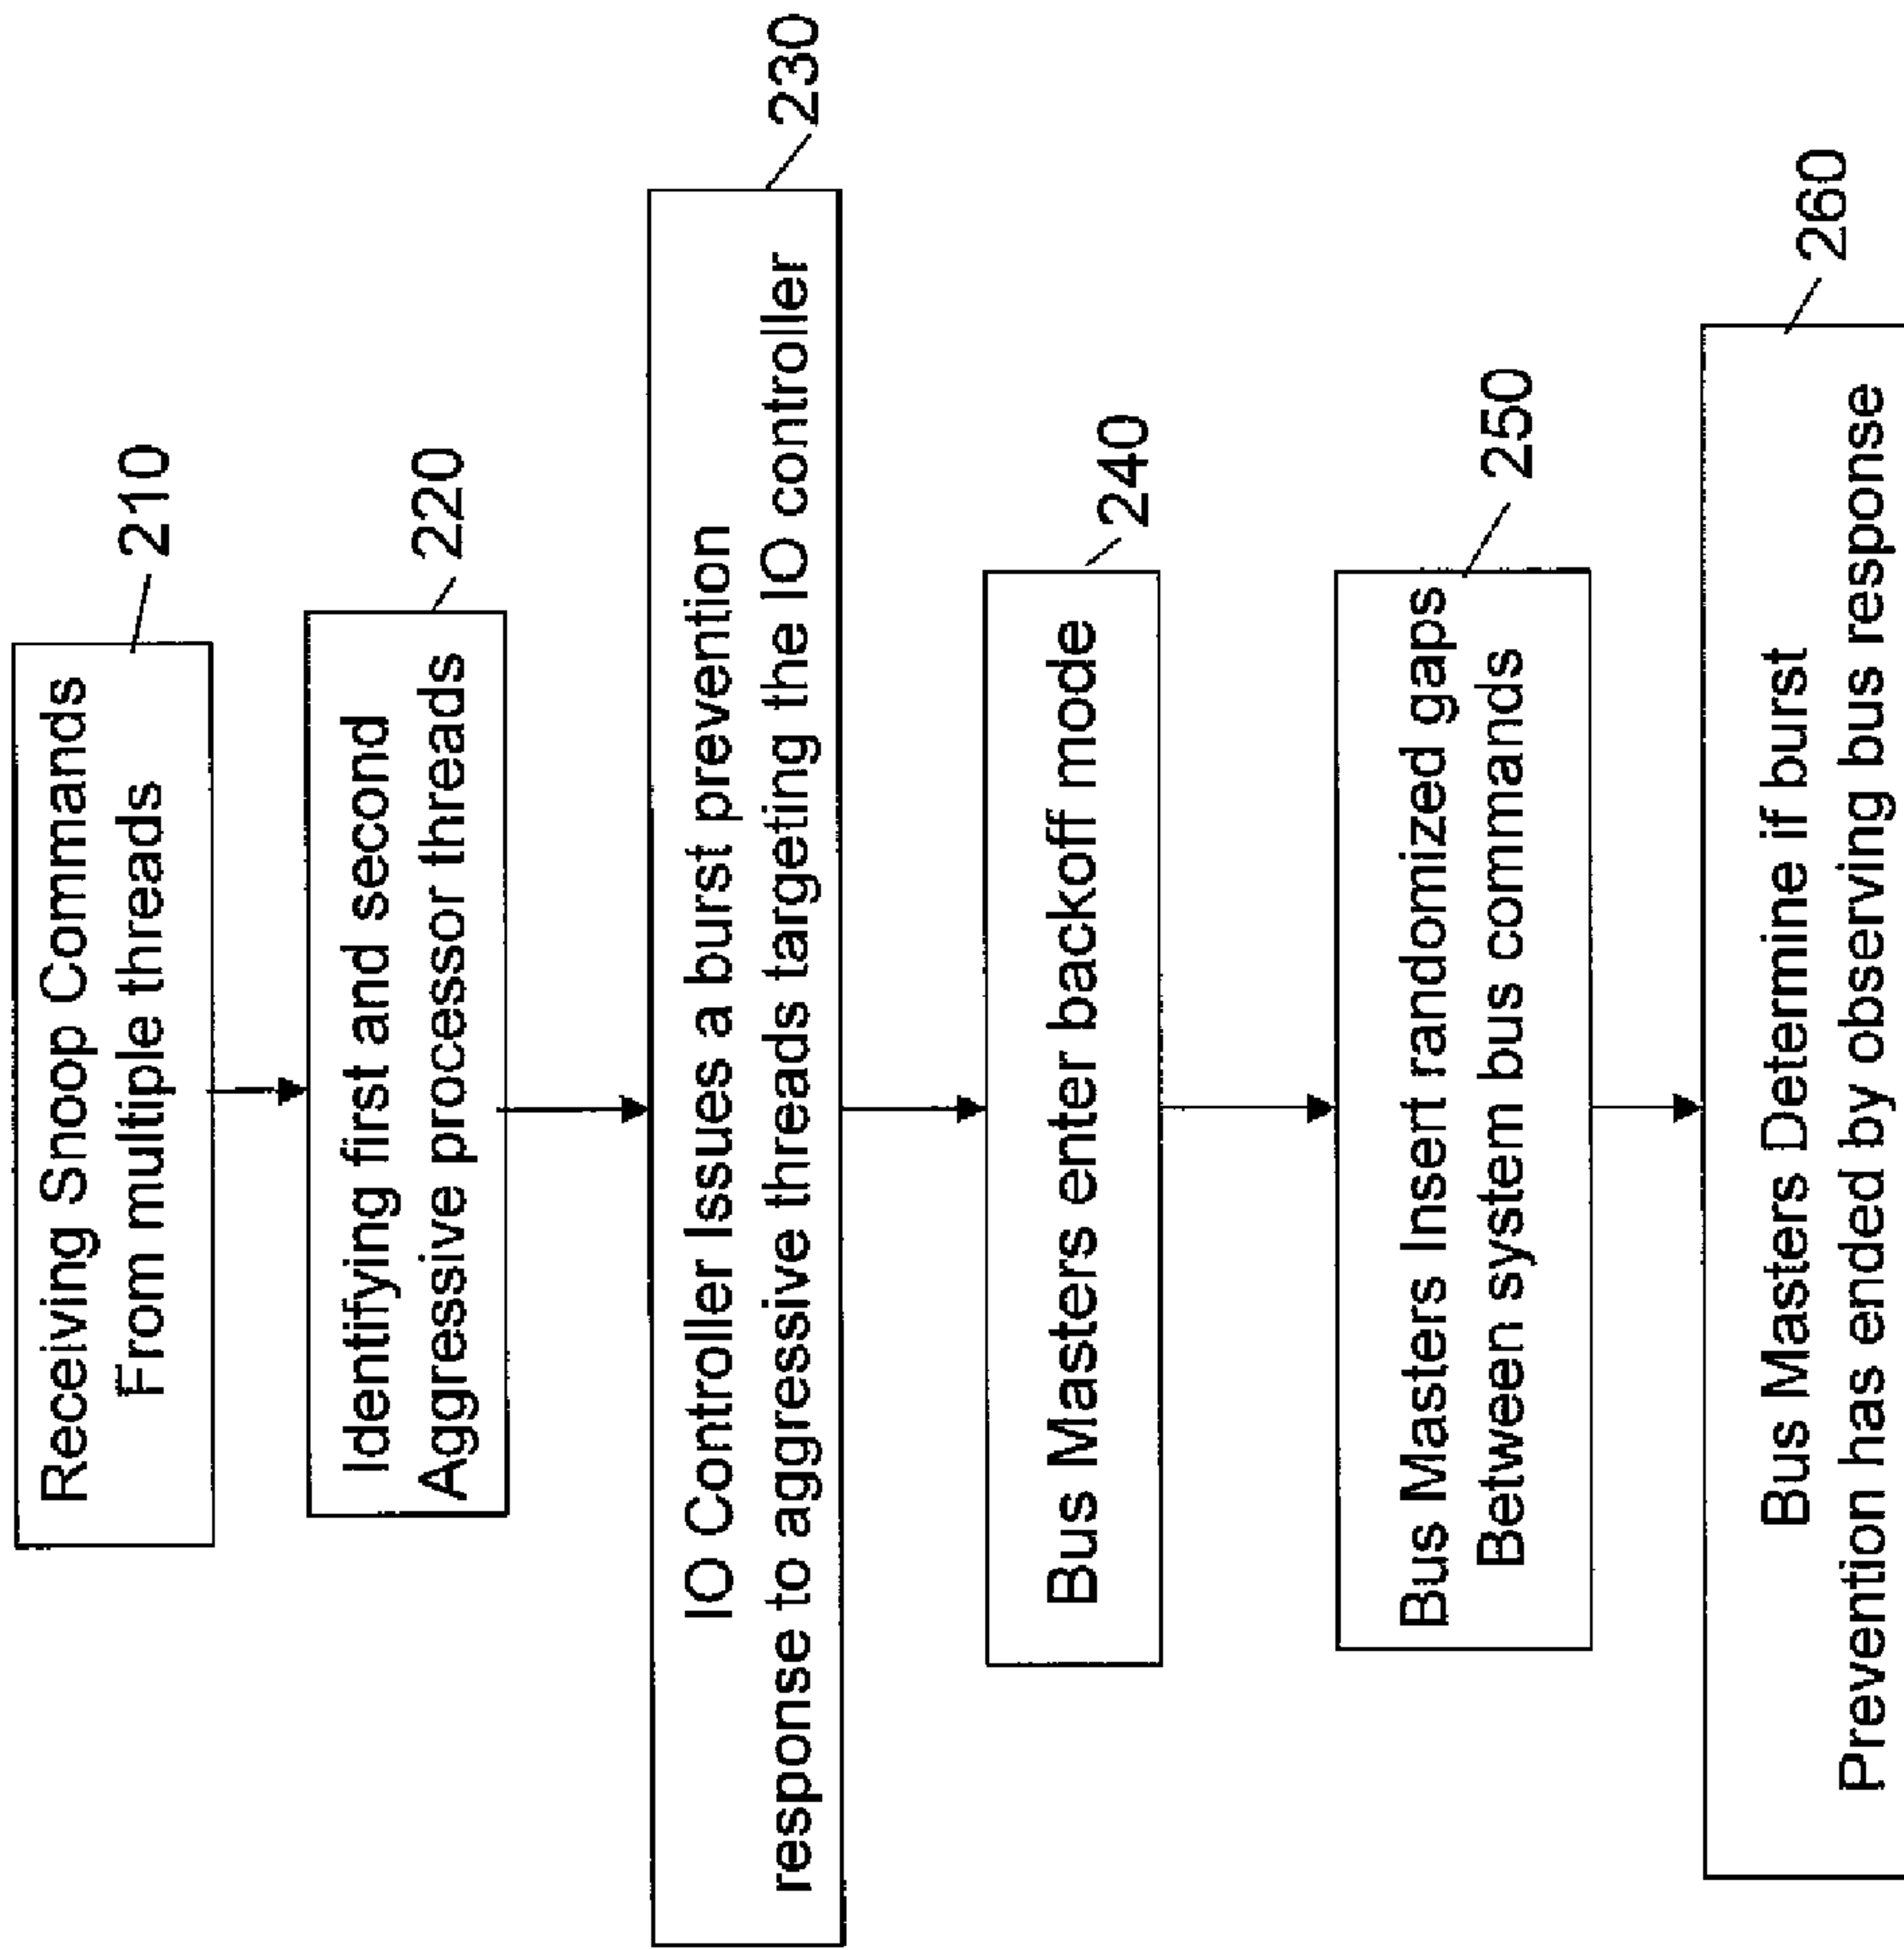 Receiving Snoop Commands
From multiple threads
210
Identifying first and second
Aggressive processor threads
220
IO Controller Issues a burst prevention
response to aggressive threads targeting the IO controller
230
Bus Masters enter backoff mode
240
Bus Masters Insert randomized gaps
Between system bus commands
250
Bus Masters Determine if burst
Prevention has ended by observing bus response
260